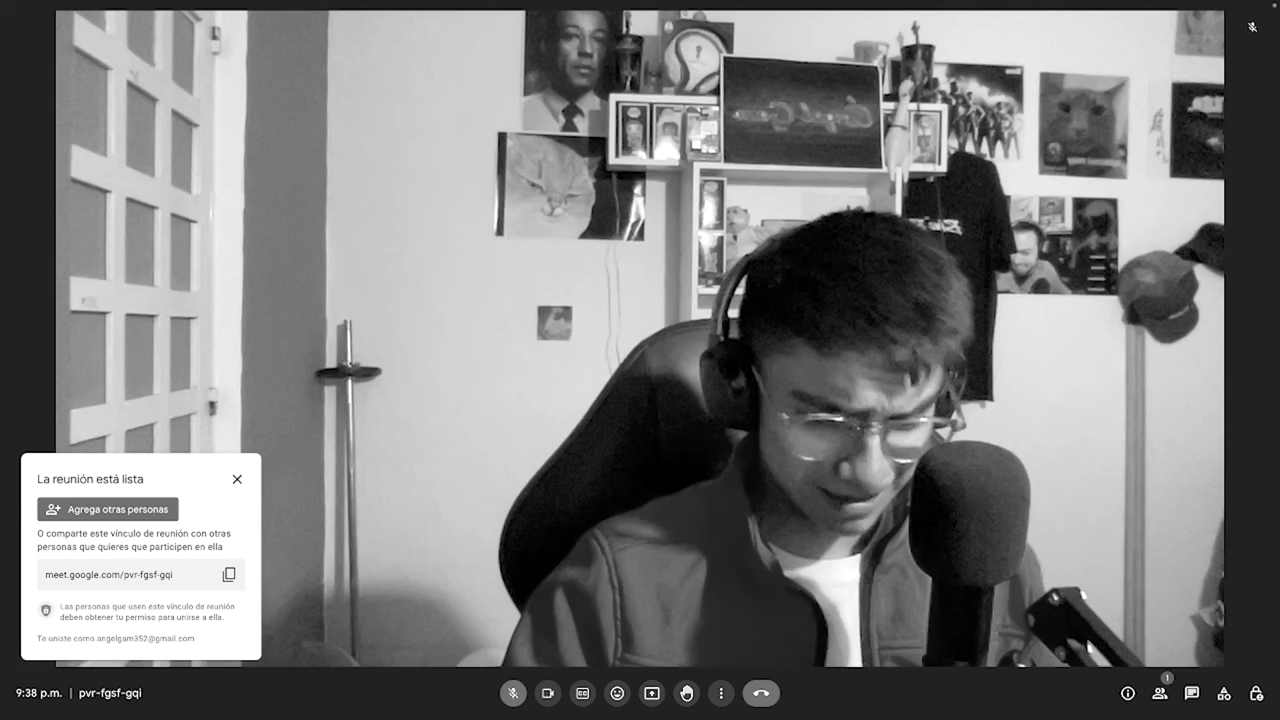 La reunión está lista
Agrega otras personas
O comparte este vínculo de reunión con otras
personas que quieres que participen en ella
meet.google.com/pvr-fgsf-gqi
Las personas que usen este vínculo de reunión
deben obtener tu permiso para unirse a ella.
Te uniste como angelgam352@gmail.com
9:38 p.m. | pvr-fgsf-gqi
1